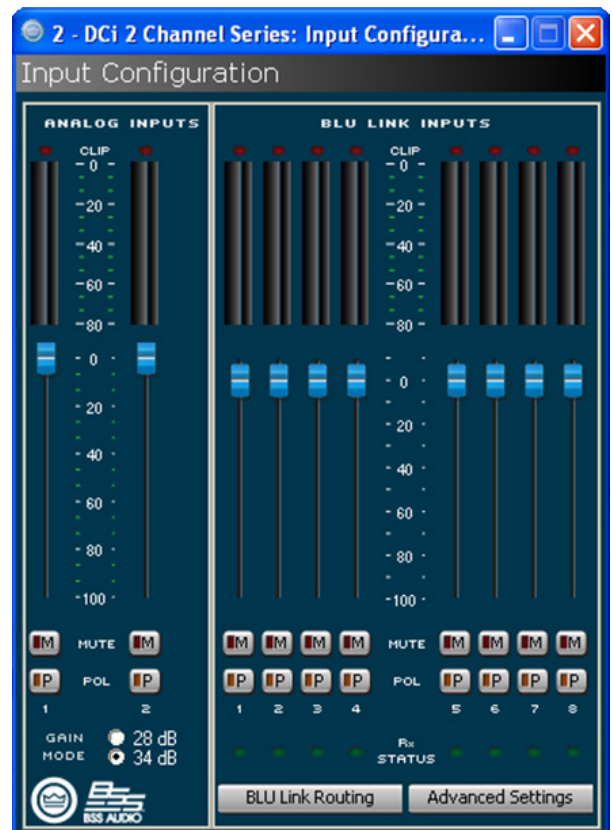 2 - DCi 2 Channel Series: Input Configura...
Input Configuration
ANALOG INPUTS
CLIP
0
-20
-40
-60
-80
0
20
40
60
80
100
M MUTE M
P POL P
1 2
GAIN MODE
28 dB
34 dB
BSS AUDIO
BLU LINK INPUTS
CLIP
0
-20
-40
-60
-80
0
20
40
60
80
100
M M M M MUTE M M M M
P P P P POL P P P P
1 2 3 4 5 6 7 8
Rx
STATUS
BLU Link Routing
Advanced Settings